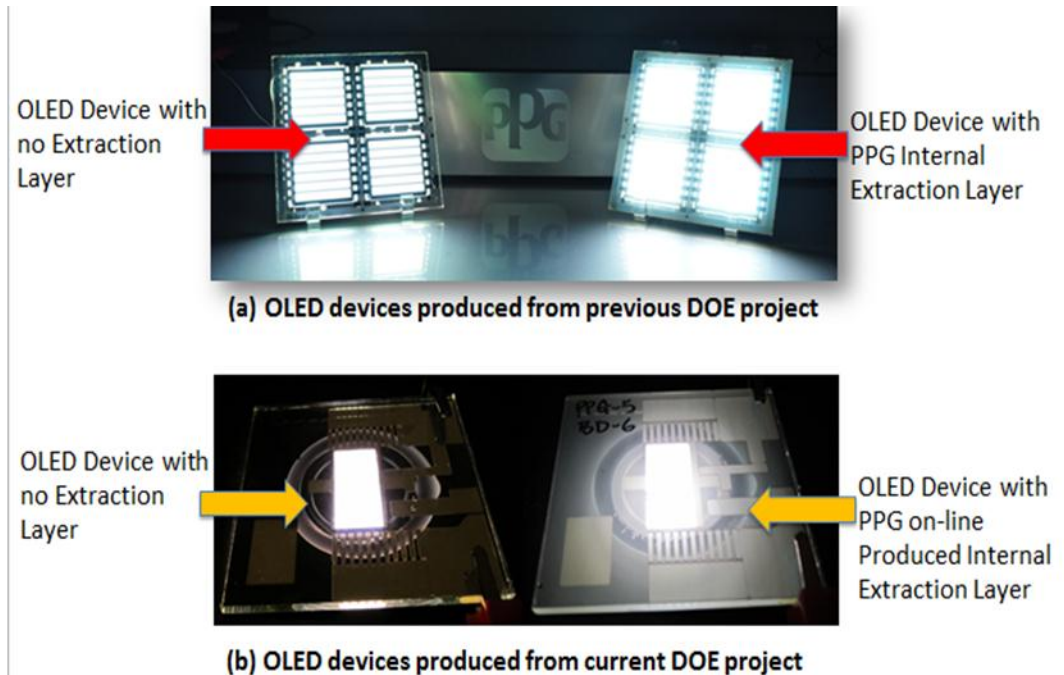 OLED Device with
no Extraction
Layer
PPG
OLED Device with
PPG Internal
Extraction Layer
(a) OLED devices produced from previous DOE project
OLED Device with
no Extraction
Layer
PPG-5
BD-6
OLED Device with
PPG on-line
Produced Internal
Extraction Layer
(b) OLED devices produced from current DOE project